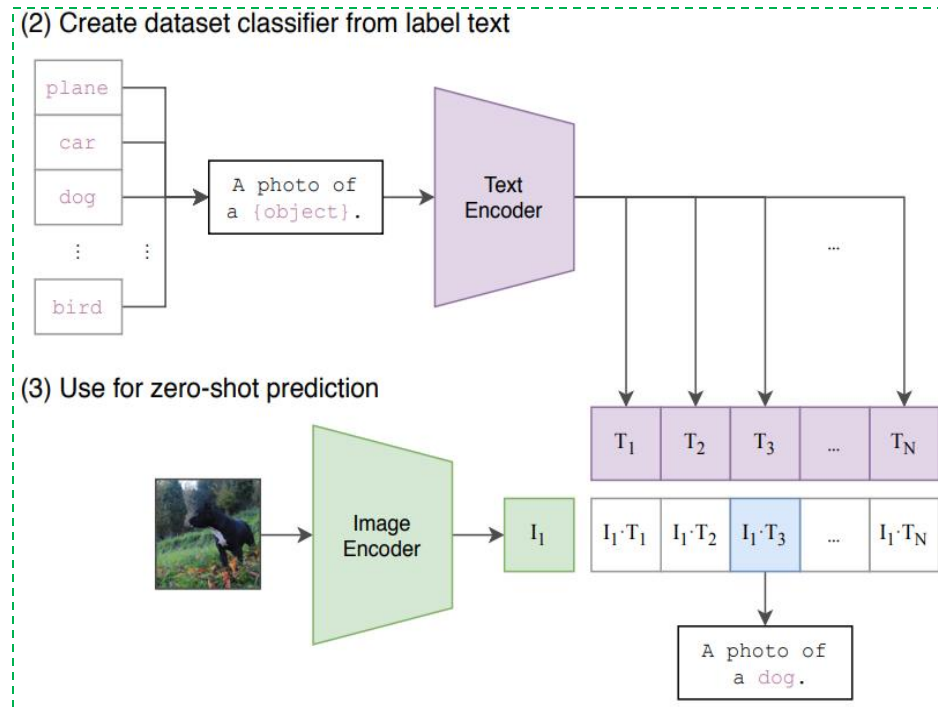 (2) Create dataset classifier from label text
plane
car
dog
⋮ ⋮
bird
A photo of
a {object}.
Text
Encoder
...
(3) Use for zero-shot prediction
Image
Encoder
I₁
T₁ T₂ T₃ ... T_N
I₁·T₁ I₁·T₂ I₁·T₃ ... I₁·T_N
A photo of
a dog.